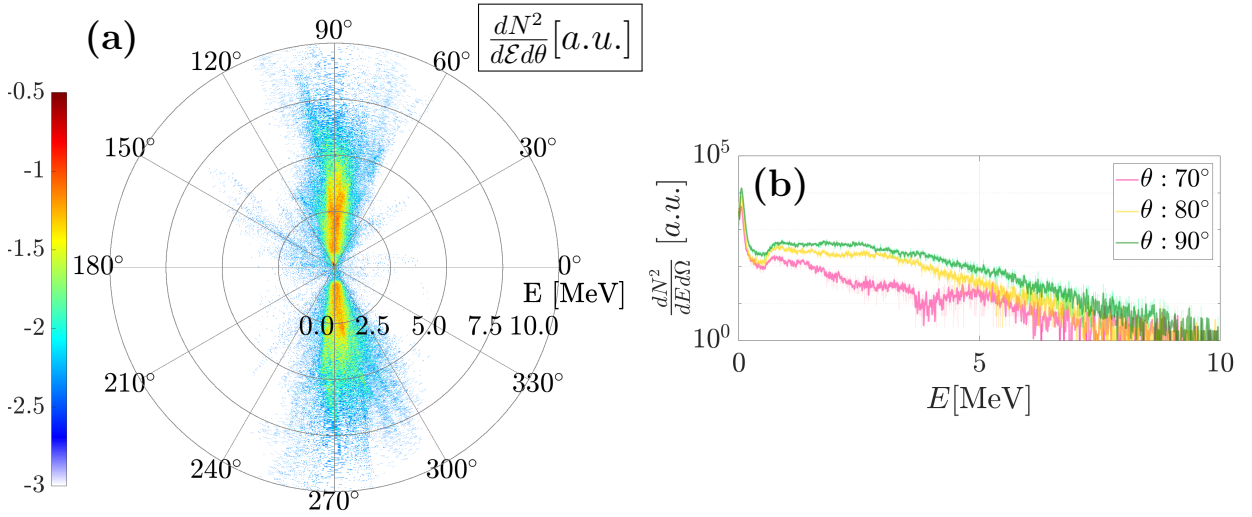 (a)
dN²/dℰdθ [a.u.]
90°
120°
60°
150°
30°
180°
0°
E [MeV]
0.0 2.5 5.0 7.5 10.0
210°
330°
240°
300°
270°
-0.5
-1
-1.5
-2
-2.5
-3
(b)
θ : 70°
θ : 80°
θ : 90°
10⁵
10⁰
dN²/dEdΩ [a.u.]
0 5 10
E[MeV]